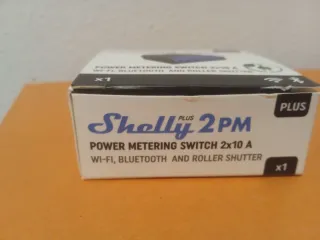 POWER METERING SWITCH 2x10 A
WI-FI, BLUETOOTH AND ROLLER SHUTTER
x1
PLUS
Shelly PLUS 2PM
POWER METERING SWITCH 2x10 A
WI-FI, BLUETOOTH AND ROLLER SHUTTER
x1